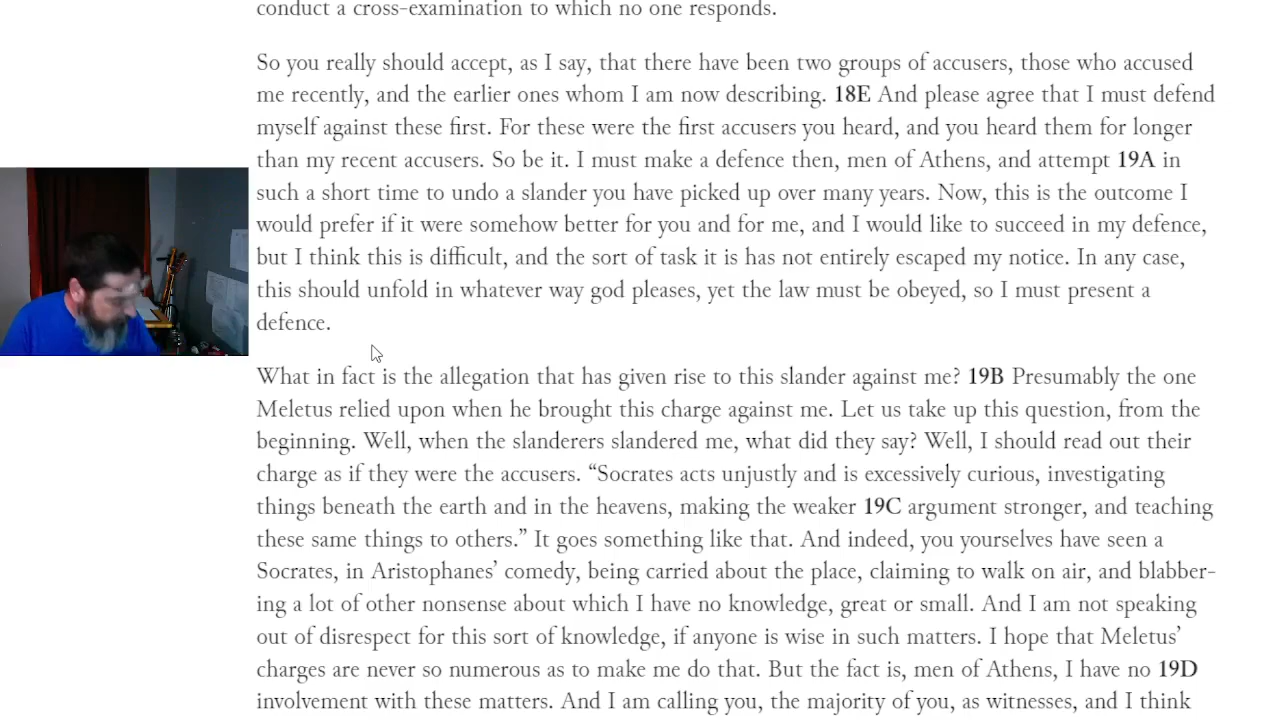 conduct a cross-examination to which no one responds.
So you really should accept, as I say, that there have been two groups of accusers, those who accused
me recently, and the earlier ones whom I am now describing. 18E And please agree that I must defend
myself against these first. For these were the first accusers you heard, and you heard them for longer
than my recent accusers. So be it. I must make a defence then, men of Athens, and attempt 19A in
such a short time to undo a slander you have picked up over many years. Now, this is the outcome I
would prefer if it were somehow better for you and for me, and I would like to succeed in my defence,
but I think this is difficult, and the sort of task it is has not entirely escaped my notice. In any case,
this should unfold in whatever way god pleases, yet the law must be obeyed, so I must present a
defence.
What in fact is the allegation that has given rise to this slander against me? 19B Presumably the one
Meletus relied upon when he brought this charge against me. Let us take up this question, from the
beginning. Well, when the slanderers slandered me, what did they say? Well, I should read out their
charge as if they were the accusers. “Socrates acts unjustly and is excessively curious, investigating
things beneath the earth and in the heavens, making the weaker 19C argument stronger, and teaching
these same things to others.” It goes something like that. And indeed, you yourselves have seen a
Socrates, in Aristophanes’ comedy, being carried about the place, claiming to walk on air, and blabber-
ing a lot of other nonsense about which I have no knowledge, great or small. And I am not speaking
out of disrespect for this sort of knowledge, if anyone is wise in such matters. I hope that Meletus’
charges are never so numerous as to make me do that. But the fact is, men of Athens, I have no 19D
involvement with these matters. And I am calling you, the majority of you, as witnesses, and I think